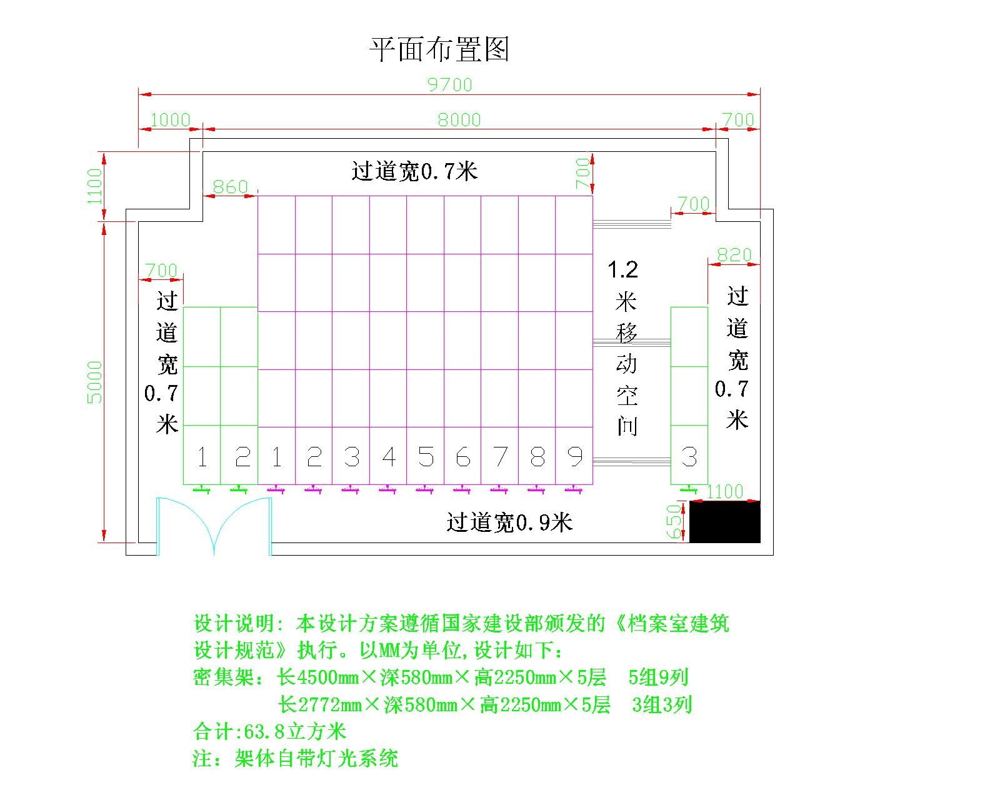 平面布置图
9700
1000
8000
700
过道宽0.7米
700
1100
860
700
820
700
过道宽0.7米
1.2米移动空间
过道宽0.7米
5000
1 2 1 2 3 4 5 6 7 8 9 3
1100
650
过道宽0.9米
设计说明: 本设计方案遵循国家建设部颁发的《档案室建筑
设计规范》执行。以MM为单位,设计如下:
密集架: 长4500mm×深580mm×高2250mm×5层 5组9列
长2772mm×深580mm×高2250mm×5层 3组3列
合计:63.8立方米
注: 架体自带灯光系统